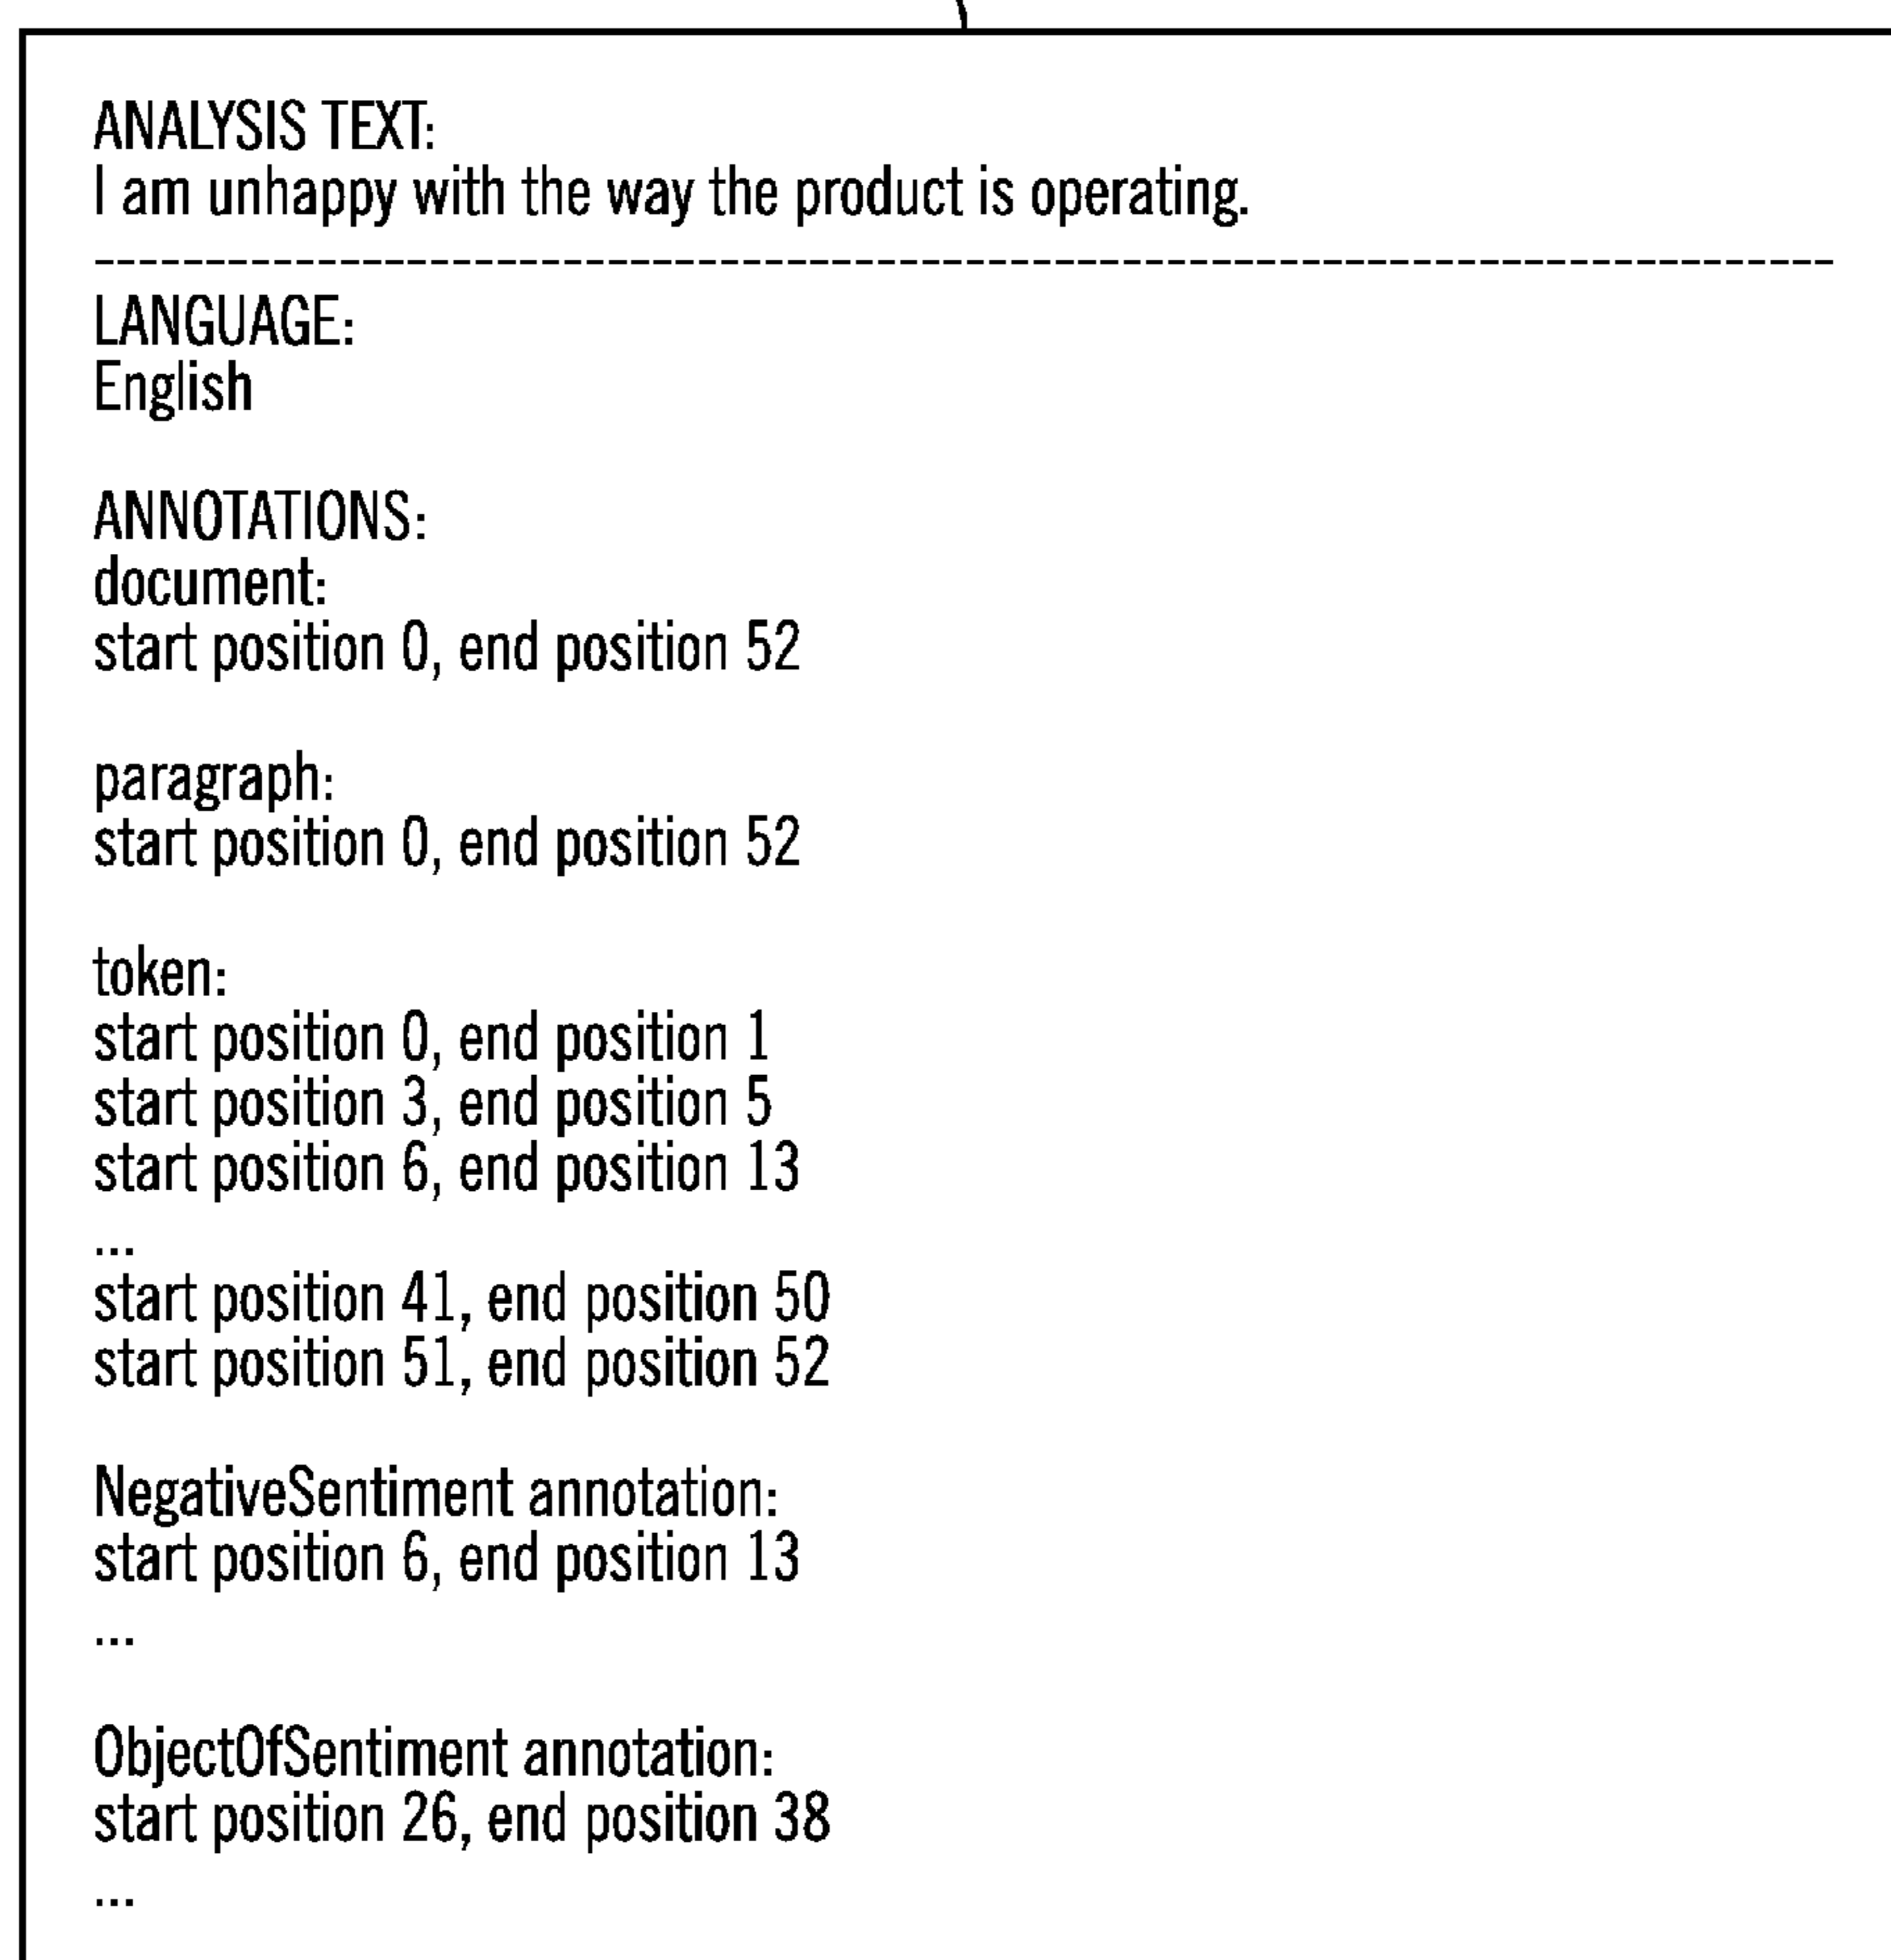 ANALYSIS TEXT:
I am unhappy with the way the product is operating.
--------------------------------------------------------------------------------
LANGUAGE:
English
ANNOTATIONS:
document:
start position 0, end position 52
paragraph:
start position 0, end position 52
token:
start position 0, end position 1
start position 3, end position 5
start position 6, end position 13
...
start position 41, end position 50
start position 51, end position 52
NegativeSentiment annotation:
start position 6, end position 13
...
ObjectOfSentiment annotation:
start position 26, end position 38
...